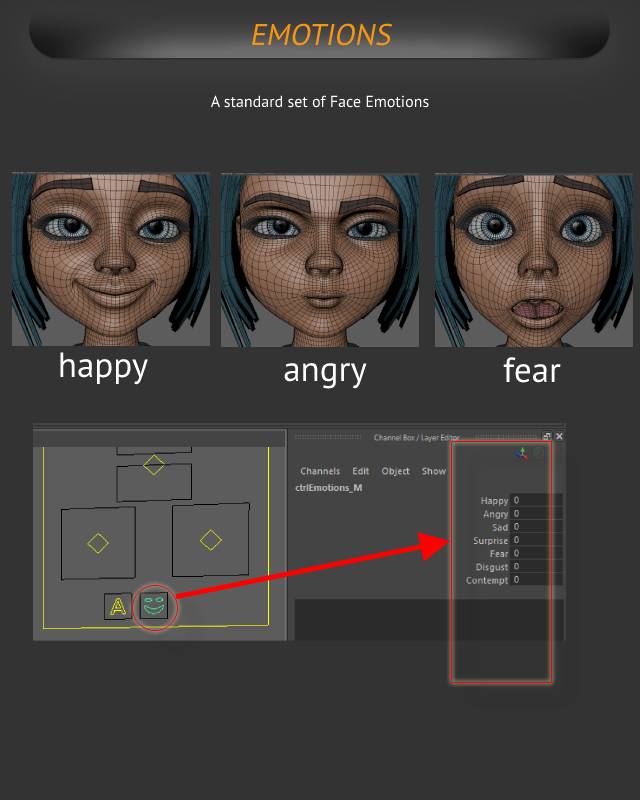 EMOTIONS
A standard set of Face Emotions
happy angry fear
Channel Box / Layer Editor
Channels Edit Object Show
ctrlEmotions_M
Happy 0
Angry 0
Sad 0
Surprise 0
Fear 0
Disgust 0
Contempt 0
A